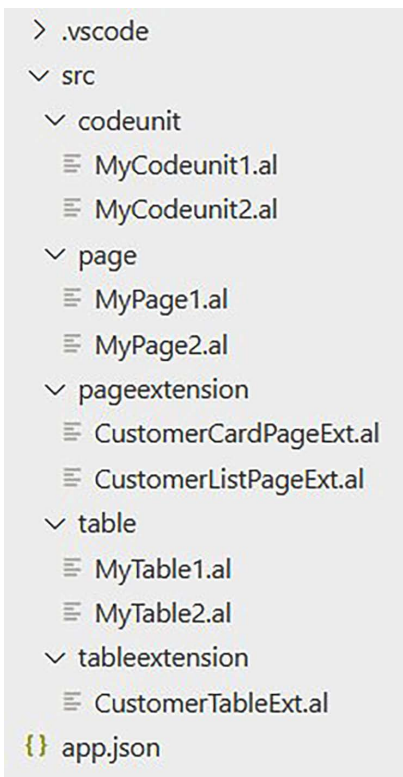 .vscode
src
codeunit
MyCodeunit1.al
MyCodeunit2.al
page
MyPage1.al
MyPage2.al
pageextension
CustomerCardPageExt.al
CustomerListPageExt.al
table
MyTable1.al
MyTable2.al
tableextension
CustomerTableExt.al
{} app.json